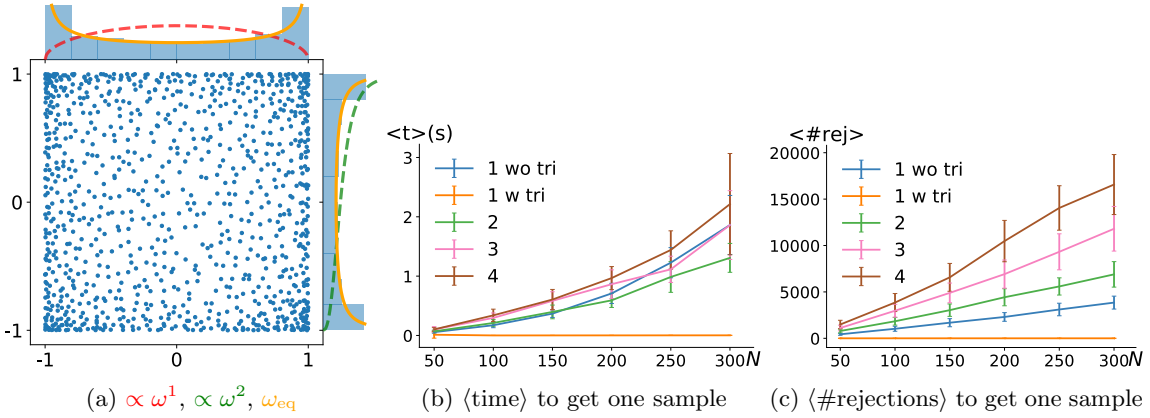 1
0
-1
-1
0
1
(a) ∝ ω¹, ∝ ω², ω_eq
<t>(s)
3
2
1
0
1 wo tri
1 w tri
2
3
4
50 100 150 200 250 300 N
(b) ⟨time⟩ to get one sample
<#rej>
20000
15000
10000
5000
0
1 wo tri
1 w tri
2
3
4
50 100 150 200 250 300 N
(c) ⟨#rejections⟩ to get one sample